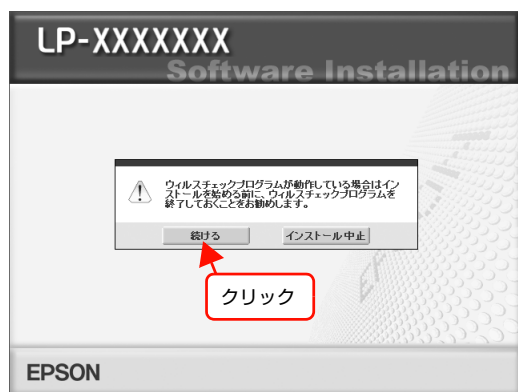 LP-XXXXXXX
Software Installation
ウィルスチェックプログラムが動作している場合はイン
ストールを始める前に、ウィルスチェックプログラムを
終了しておくことをお勧めします。
続ける
インストール中止
クリック
EPSON